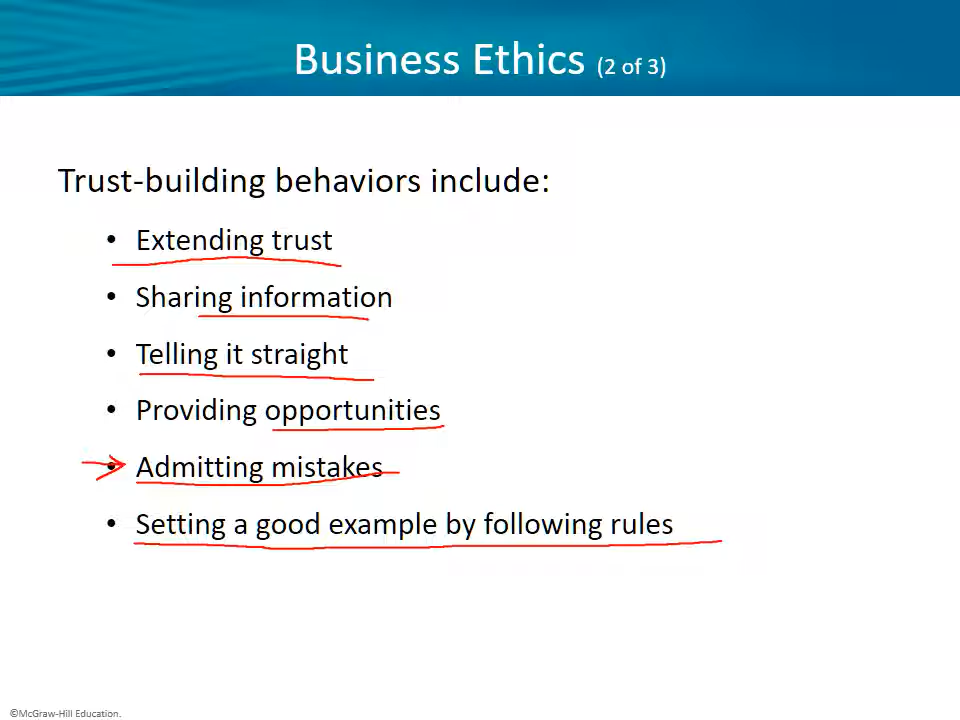 Business Ethics (2 of 3)
Trust-building behaviors include:
• Extending trust
• Sharing information
• Telling it straight
• Providing opportunities
• Admitting mistakes
• Setting a good example by following rules
©McGraw-Hill Education.